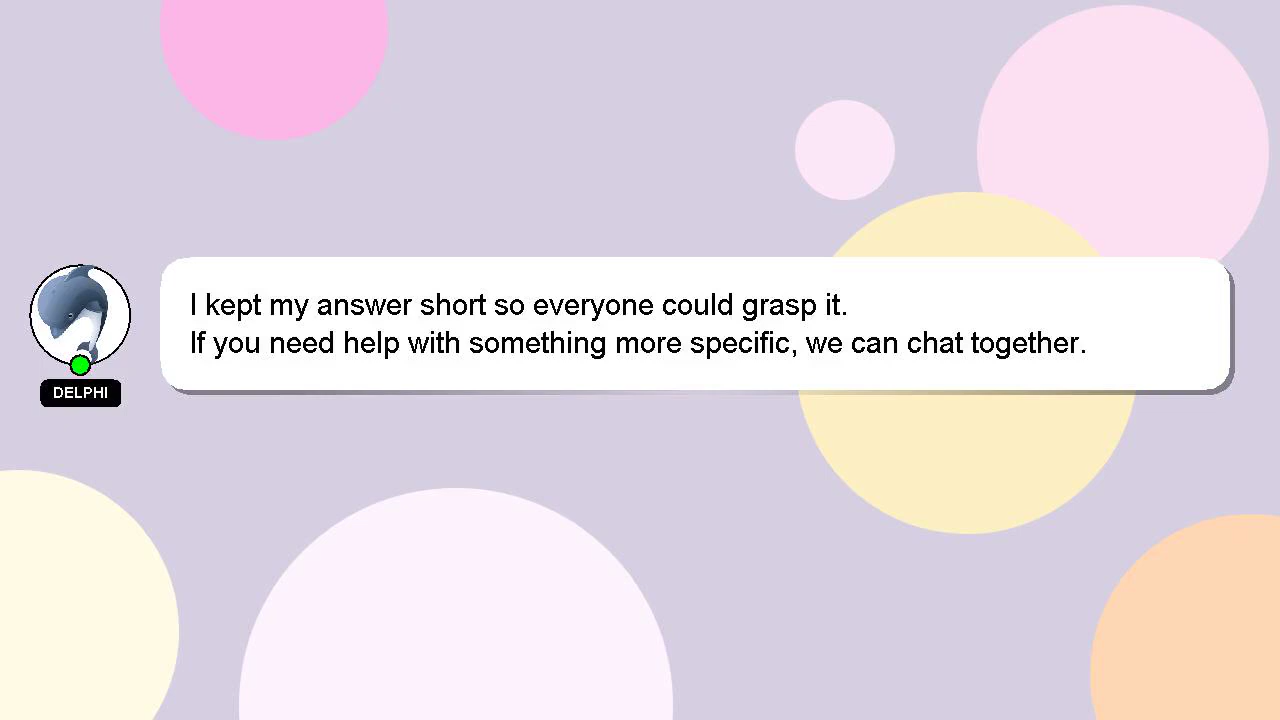 I kept my answer short so everyone could grasp it.
If you need help with something more specific, we can chat together.
DELPHI